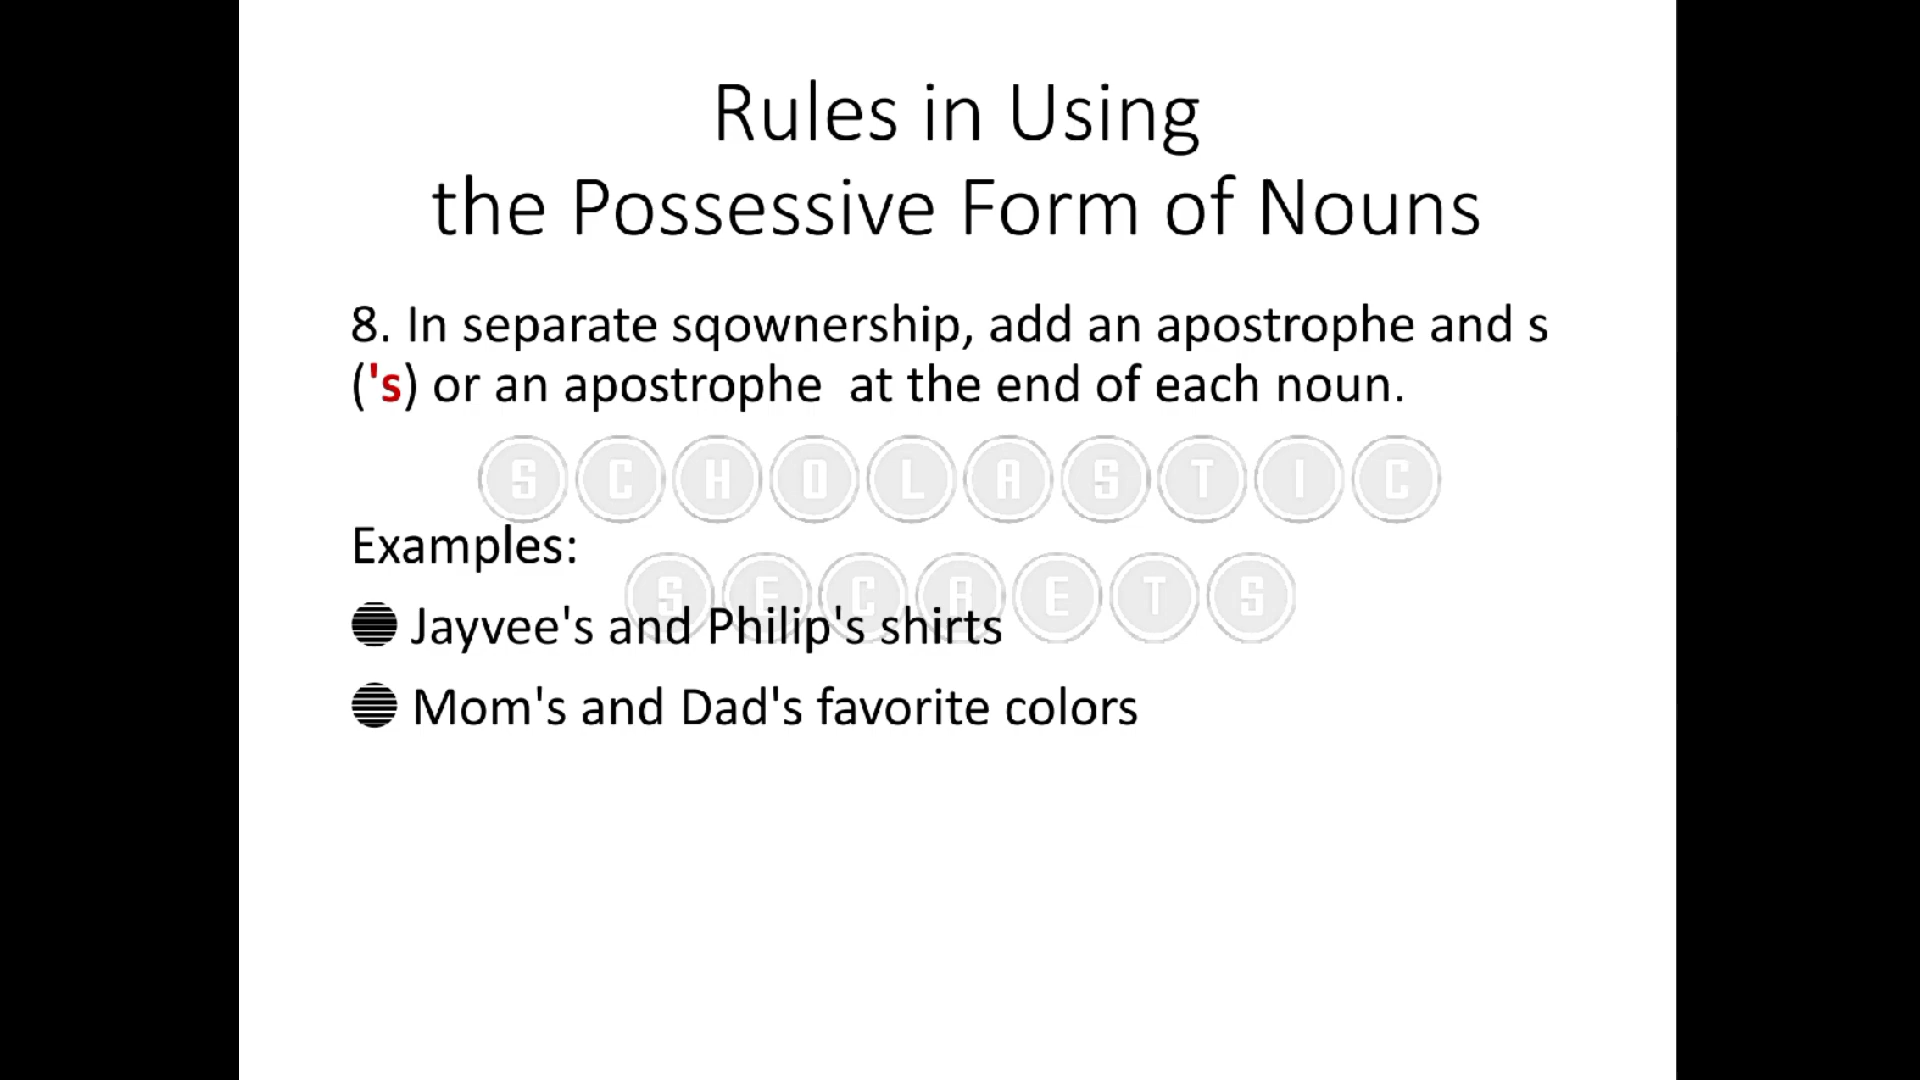 Rules in Using
the Possessive Form of Nouns
8. In separate sqownership, add an apostrophe and s
('s) or an apostrophe  at the end of each noun.
SCHOLASTIC
Examples:
SECRETS
Jayvee's and Philip's shirts
Mom's and Dad's favorite colors